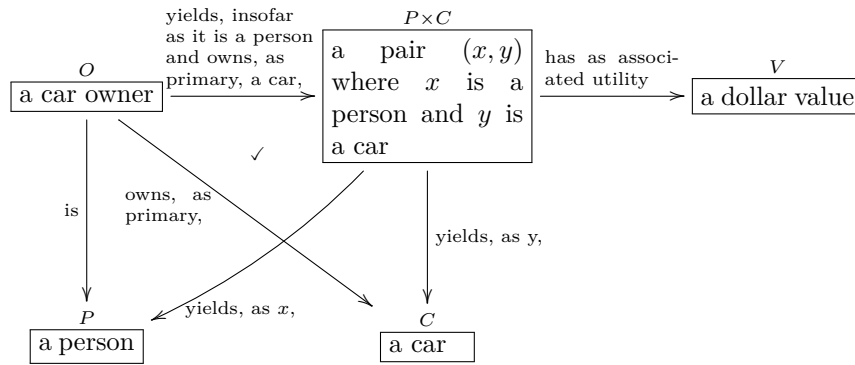 yields, insofar
as it is a person
and owns, as
primary, a car,
P×C
a pair (x, y)
where x is a
person and y is
a car
has as associ-
ated utility
O
a car owner
V
a dollar value
✓
is
owns, as
primary,
yields, as y,
yields, as x,
P
a person
C
a car